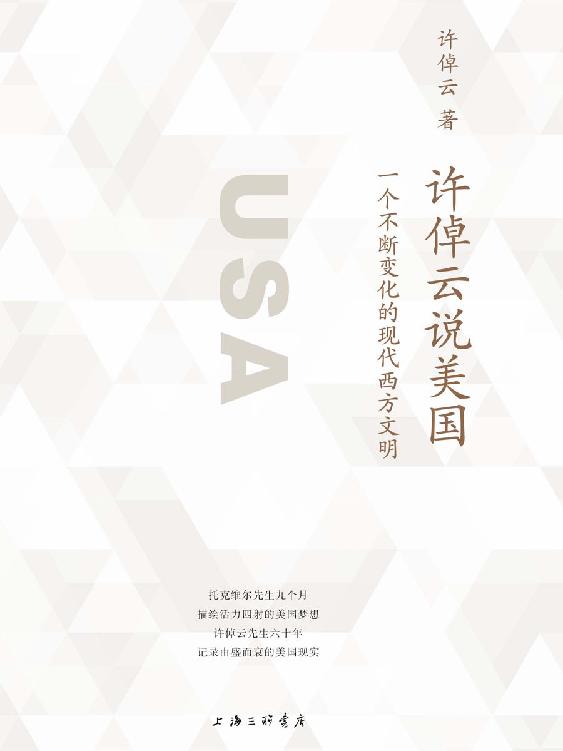 许倬云 著
许倬云说美国
一个不断变化的现代西方文明
USA
托克维尔先生九个月
描绘活力四射的美国梦想
许倬云先生六十年
记录由盛而衰的美国现实
上海三联书店